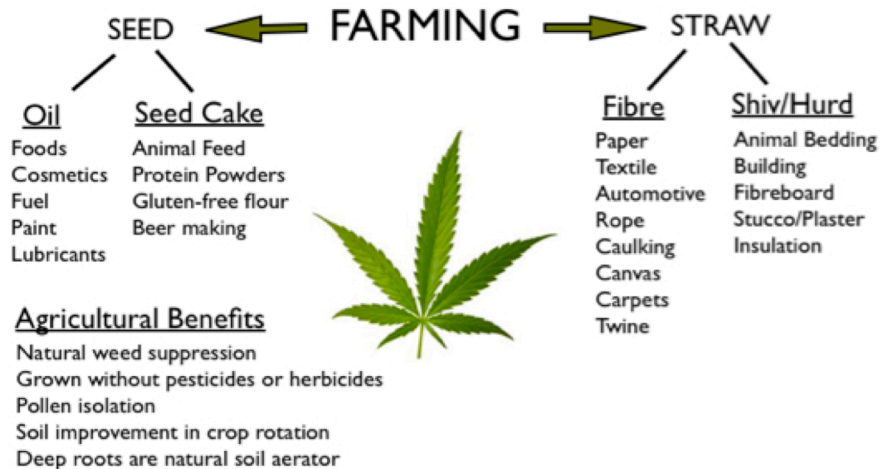 FARMING
SEED
Oil
Foods
Cosmetics
Fuel
Paint
Lubricants
Seed Cake
Animal Feed
Protein Powders
Gluten-free flour
Beer making
STRAW
Fibre
Paper
Textile
Automotive
Rope
Caulking
Canvas
Carpets
Twine
Shiv/Hurd
Animal Bedding
Building
Fibreboard
Stucco/Plaster
Insulation
Agricultural Benefits
Natural weed suppression
Grown without pesticides or herbicides
Pollen isolation
Soil improvement in crop rotation
Deep roots are natural soil aerator